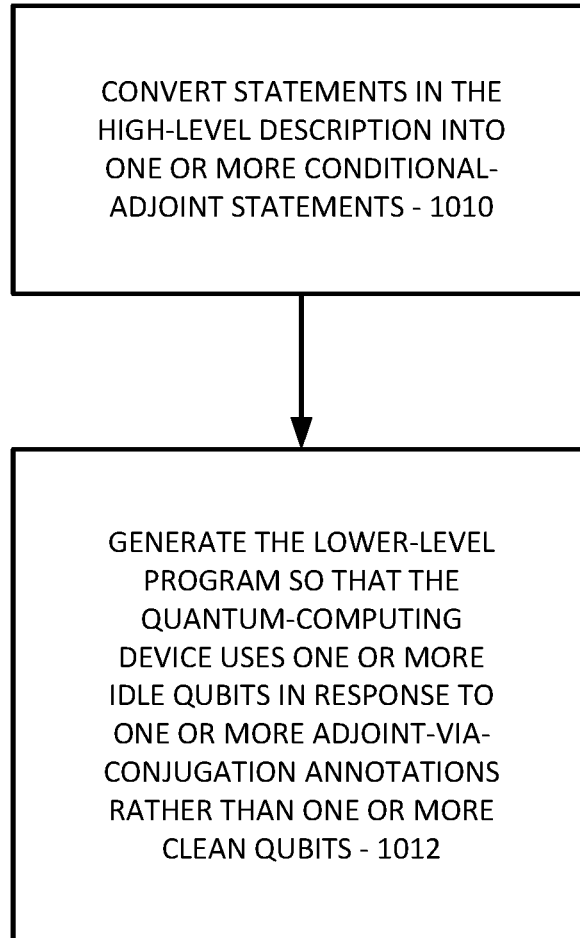 CONVERT STATEMENTS IN THE
HIGH-LEVEL DESCRIPTION INTO
ONE OR MORE CONDITIONAL-
ADJOINT STATEMENTS - 1010
GENERATE THE LOWER-LEVEL
PROGRAM SO THAT THE
QUANTUM-COMPUTING
DEVICE USES ONE OR MORE
IDLE QUBITS IN RESPONSE TO
ONE OR MORE ADJOINT-VIA-
CONJUGATION ANNOTATIONS
RATHER THAN ONE OR MORE
CLEAN QUBITS - 1012